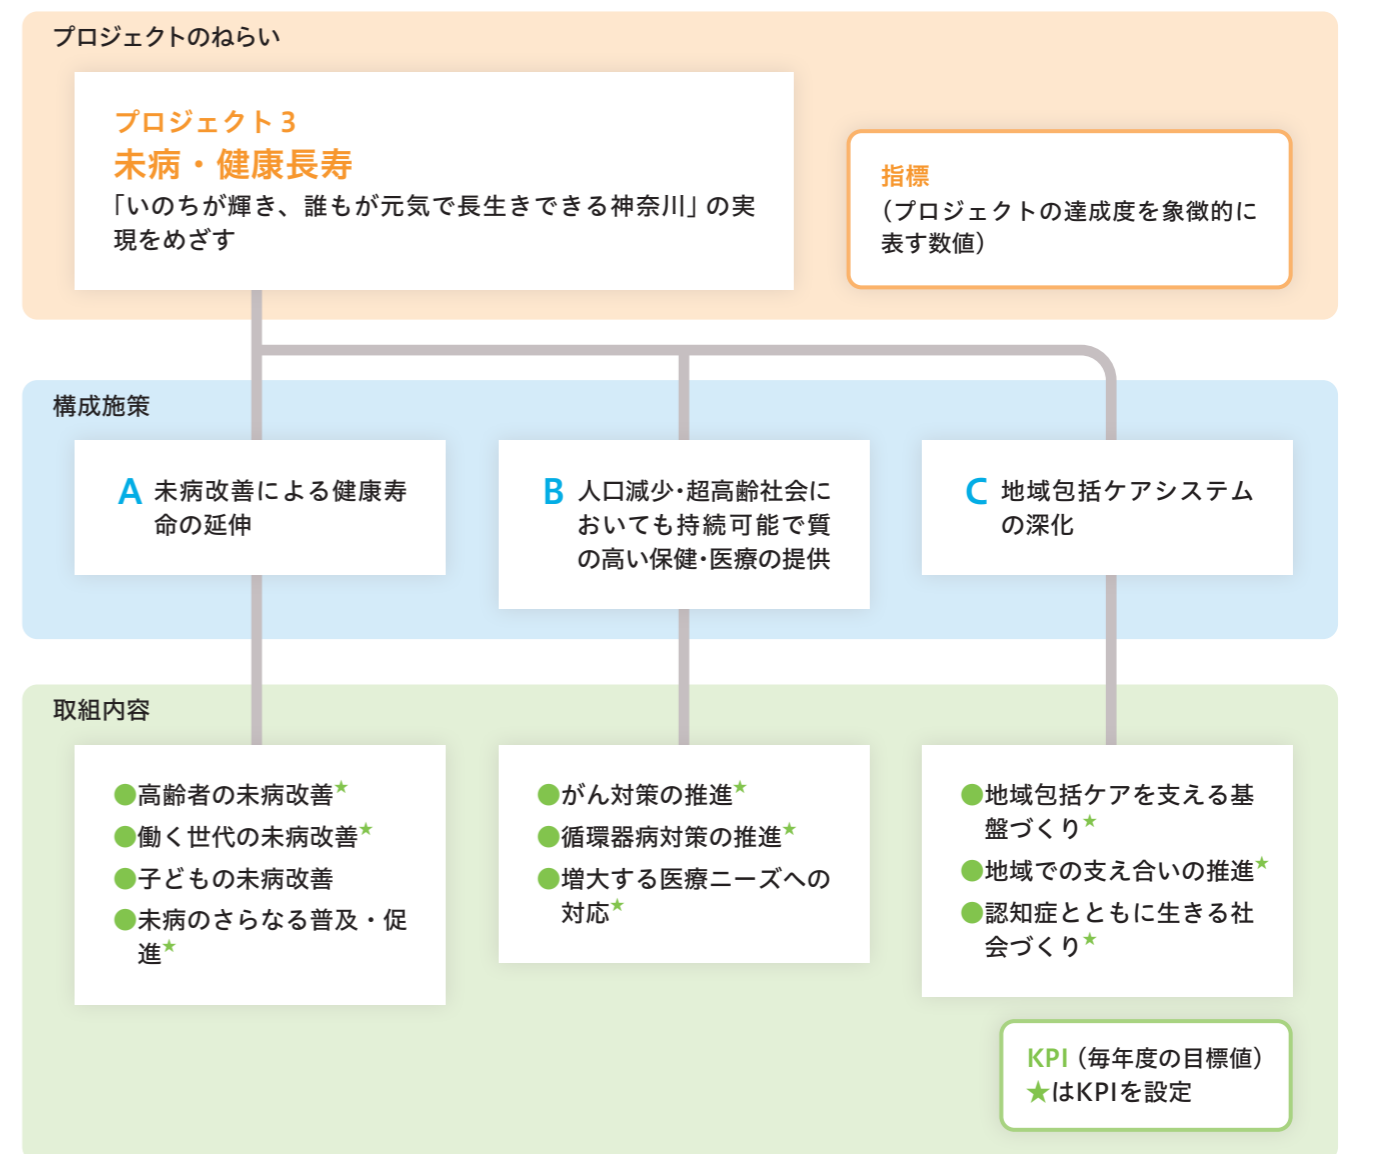 プロジェクトのねらい
プロジェクト3
未病・健康長寿
「いのちが輝き、誰もが元気で長生きできる神奈川」の実
現をめざす
指標
（プロジェクトの達成度を象徴的に
表す数値）
構成施策
A 未病改善による健康寿
命の延伸
B 人口減少・超高齢社会に
おいても持続可能で質
の高い保健・医療の提供
C 地域包括ケアシステム
の深化
取組内容
●高齢者の未病改善★
●働く世代の未病改善★
●子どもの未病改善
●未病のさらなる普及・促
進★
●がん対策の推進★
●循環器病対策の推進★
●増大する医療ニーズへの
対応★
●地域包括ケアを支える基
盤づくり★
●地域での支え合いの推進★
●認知症とともに生きる社
会づくり★
KPI（毎年度の目標値）
★はKPIを設定